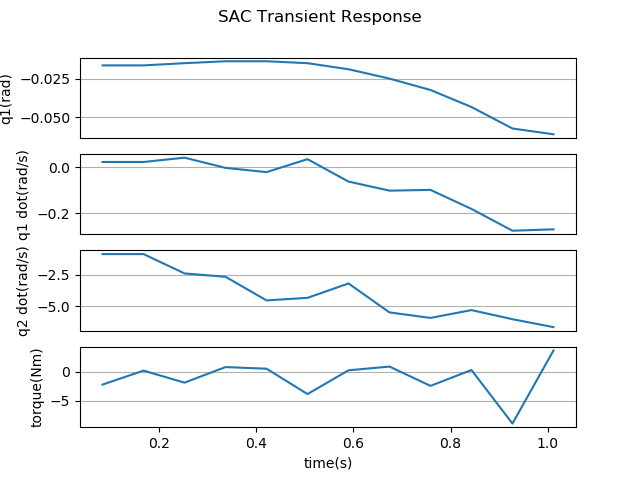 SAC Transient Response
q1(rad)
−0.025
−0.050
q1 dot(rad/s)
0.0
−0.2
q2 dot(rad/s)
−2.5
−5.0
torque(Nm)
0
−5
0.2 0.4 0.6 0.8 1.0
time(s)